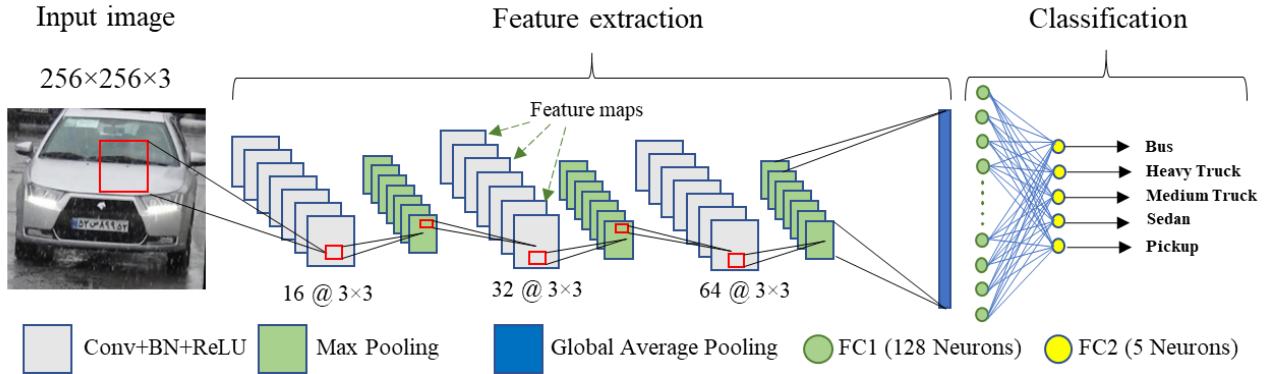 Input image
Feature extraction
Classification
256×256×3
Feature maps
Bus
Heavy Truck
Medium Truck
Sedan
Pickup
16 @ 3×3
32 @ 3×3
64 @ 3×3
Conv+BN+ReLU
Max Pooling
Global Average Pooling
FC1 (128 Neurons)
FC2 (5 Neurons)